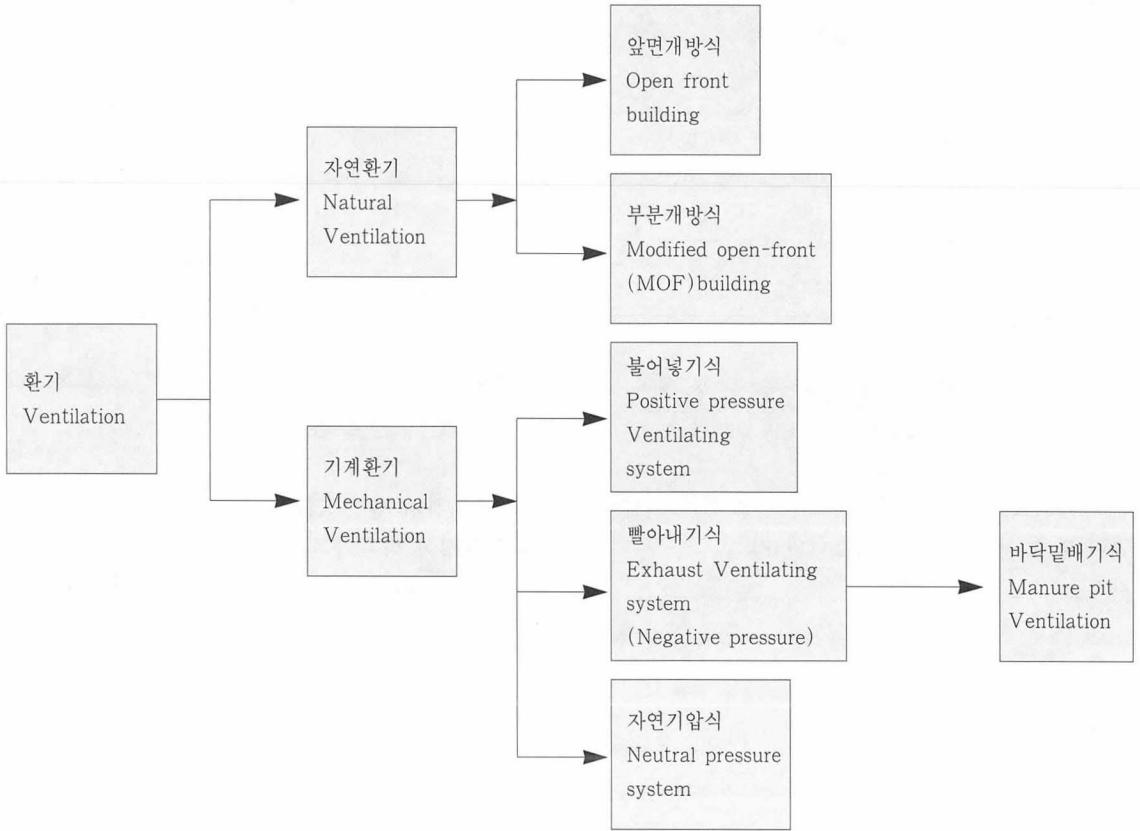 앞면개방식
Open front
building
자연환기
Natural
Ventilation
부분개방식
Modified open-front
(MOF)building
환기
Ventilation
불어넣기식
Positive pressure
Ventilating
system
기계환기
Mechanical
Ventilation
빨아내기식
Exhaust Ventilating
system
(Negative pressure)
바닥밑배기식
Manure pit
Ventilation
자연기압식
Neutral pressure
system